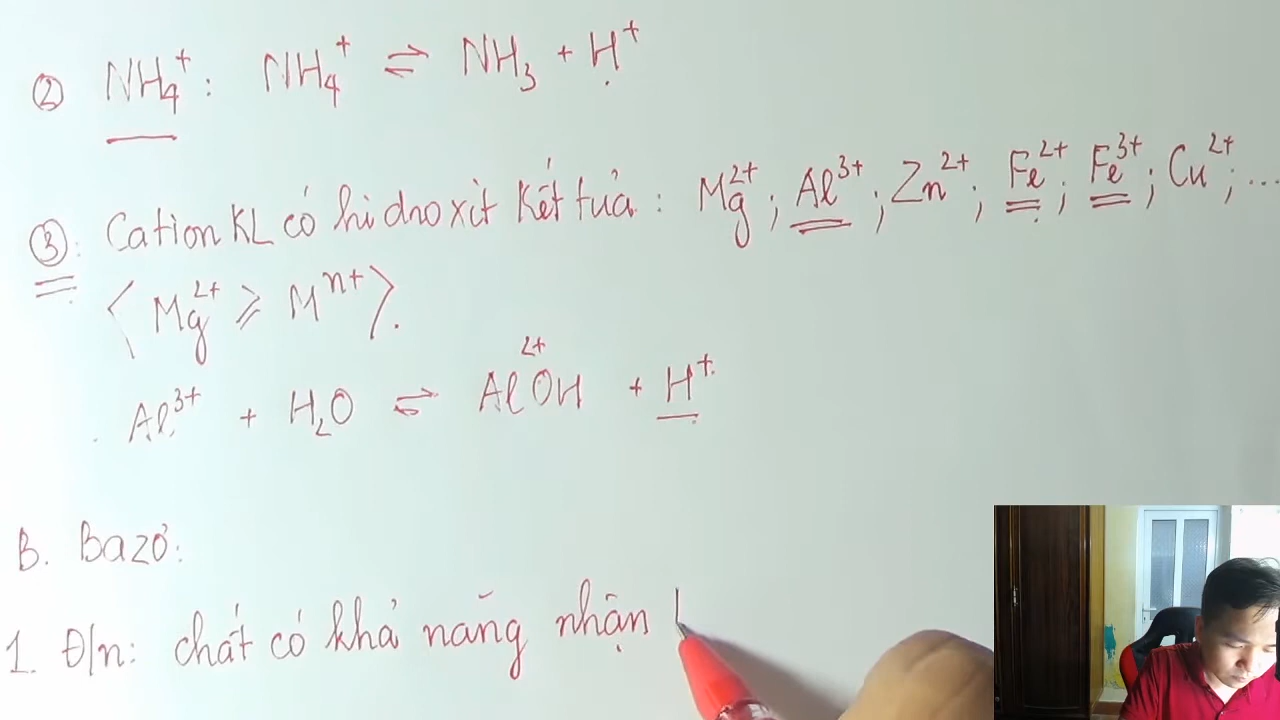 ② NH₄⁺: NH₄⁺ ⇌ NH₃ + H⁺
③: Cation KL có hidroxit kết tủa: Mg²⁺; Al³⁺; Zn²⁺; Fe²⁺; Fe³⁺; Cu²⁺; ...
⟨Mg²⁺ ≥ Mⁿ⁺⟩.
Al³⁺ + H₂O ⇌ AlOH²⁺ + H⁺
B. Bazơ:
1. Đ/n: chất có khả năng nhận